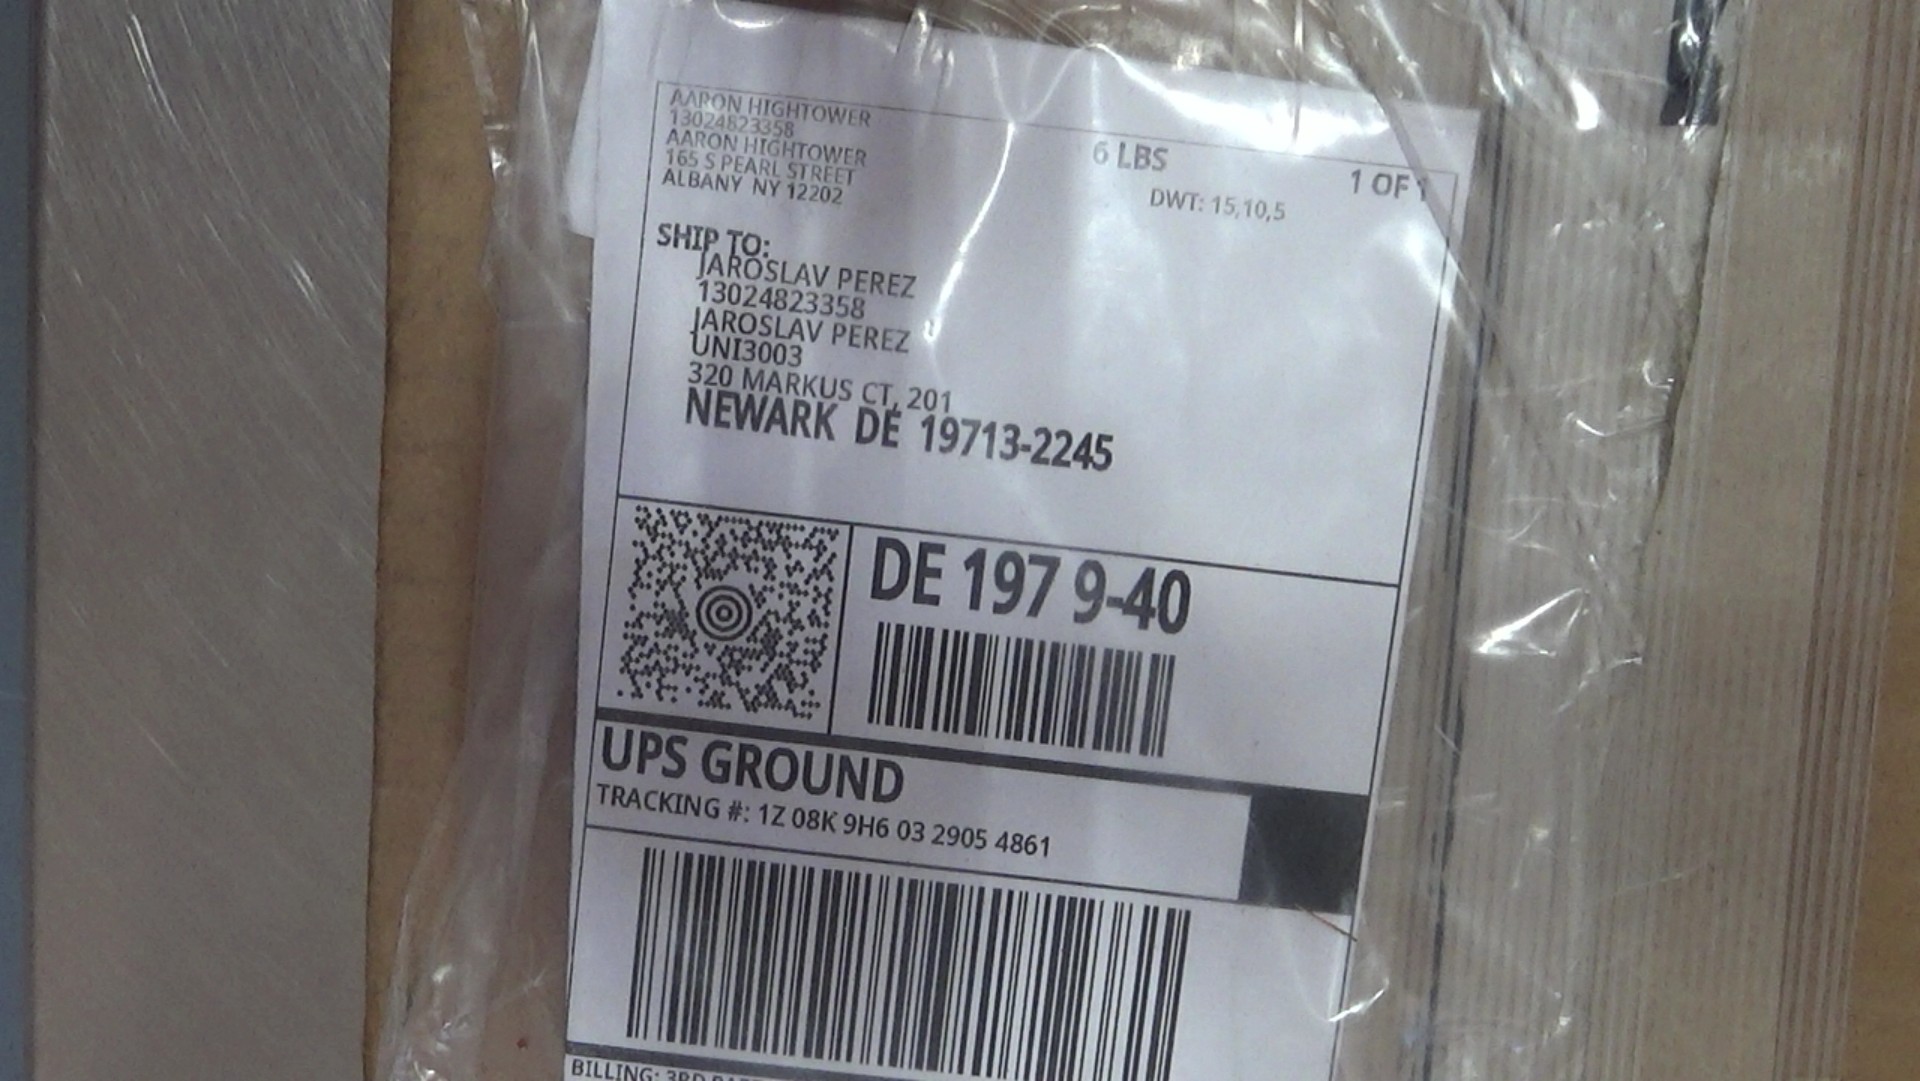 AARON HIGHTOWER
13024823358
AARON HIGHTOWER
165 S PEARL STREET
ALBANY NY 12202
6 LBS
1 OF 1
DWT: 15,10,5
SHIP TO:
JAROSLAV PEREZ
13024823358
JAROSLAV PEREZ
UNI3003
320 MARKUS CT, 201
NEWARK DE 19713-2245
DE 197 9-40
UPS GROUND
TRACKING #: 1Z 08K 9H6 03 2905 4861
BILLING: 3RD